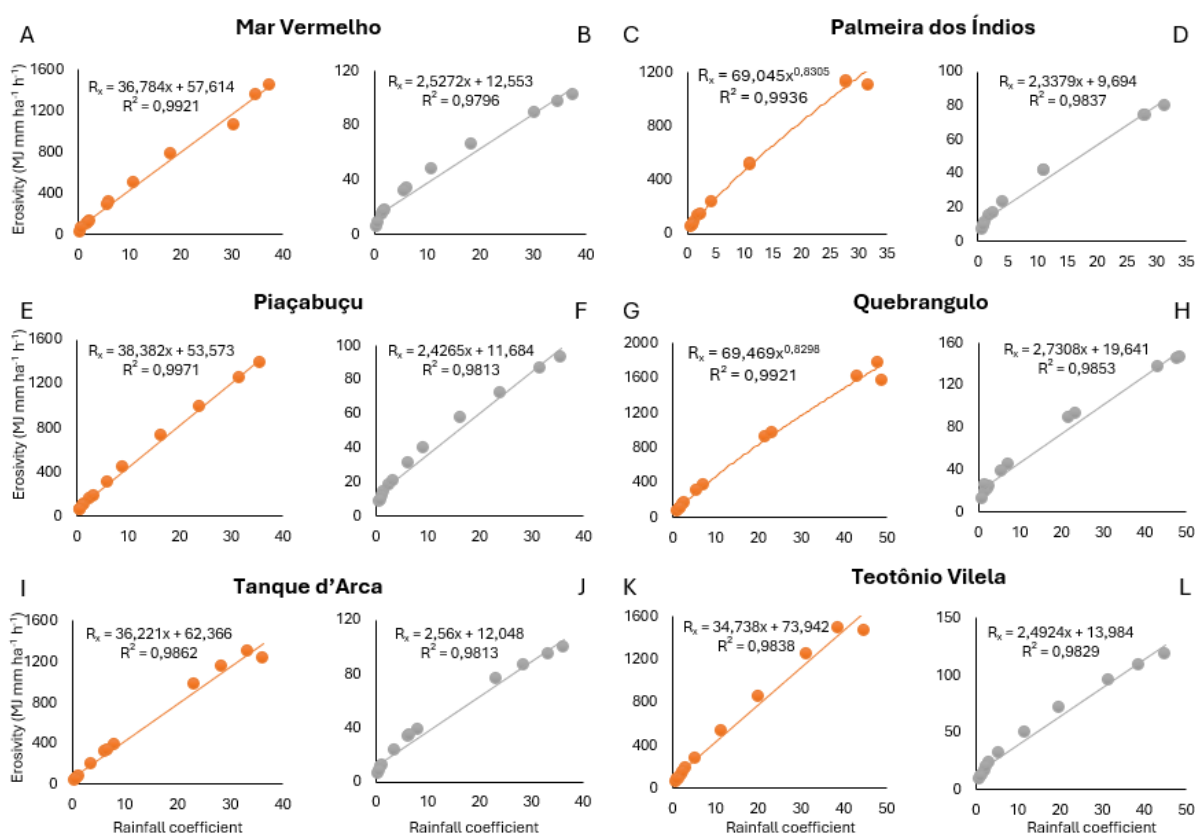 Mar Vermelho
Palmeira dos Índios
A
B
C
D
Erosivity (MJ mm ha⁻¹ h⁻¹)
Rₓ = 36,784x + 57,614
R² = 0,9921
1600
1200
800
400
0
0 10 20 30 40
Rₓ = 2,5272x + 12,553
R² = 0,9796
120
80
40
0
0 10 20 30 40
Rₓ = 69,045x⁰,⁸³⁰⁵
R² = 0,9936
1200
800
400
0
0 5 10 15 20 25 30 35
Rₓ = 2,3379x + 9,694
R² = 0,9837
100
80
60
40
20
0
0 5 10 15 20 25 30 35
Piaçabuçu
Quebrangulo
E
F
G
H
Erosivity (MJ mm ha⁻¹ h⁻¹)
Rₓ = 38,382x + 53,573
R² = 0,9971
1600
1200
800
400
0
0 10 20 30 40
Rₓ = 2,4265x + 11,684
R² = 0,9813
100
80
60
40
20
0
0 10 20 30 40
Rₓ = 69,469x⁰,⁸²⁹⁸
R² = 0,9921
2000
1600
1200
800
400
0
0 10 20 30 40 50
Rₓ = 2,7308x + 19,641
R² = 0,9853
160
120
80
40
0
0 10 20 30 40 50
Tanque d’Arca
Teotônio Vilela
I
J
K
L
Erosivity (MJ mm ha⁻¹ h⁻¹)
Rₓ = 36,221x + 62,366
R² = 0,9862
1600
1200
800
400
0
0 10 20 30 40
Rainfall coefficient
Rₓ = 2,56x + 12,048
R² = 0,9813
120
80
40
0
0 10 20 30 40
Rainfall coefficient
Rₓ = 34,738x + 73,942
R² = 0,9838
1600
1200
800
400
0
0 10 20 30 40 50
Rainfall coefficient
Rₓ = 2,4924x + 13,984
R² = 0,9829
150
100
50
0
0 10 20 30 40 50
Rainfall coefficient